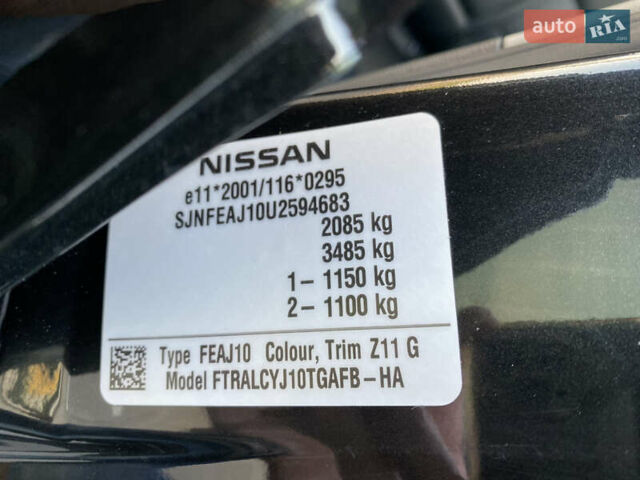 auto RIA.com
NISSAN
e11*2001/116*0295
SJNFEAJ10U2594683
2085 kg
3485 kg
1– 1150 kg
2– 1100 kg
Type FEAJ10 Colour, Trim Z11 G
Model FTRALCYJ10TGAFB–HA